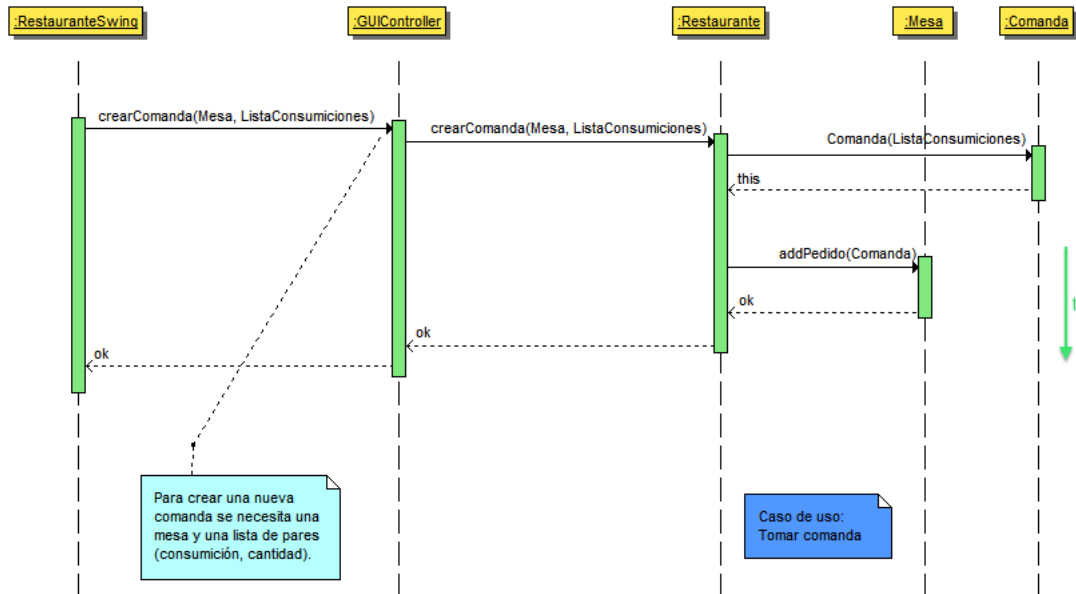 :RestauranteSwing
:GUIController
:Restaurante
:Mesa
:Comanda
crearComanda(Mesa, ListaConsumiciones)
crearComanda(Mesa, ListaConsumiciones)
Comanda(ListaConsumiciones)
this
addPedido(Comanda)
ok
ok
ok
t
Para crear una nueva
comanda se necesita una
mesa y una lista de pares
(consumición, cantidad).
Caso de uso:
Tomar comanda